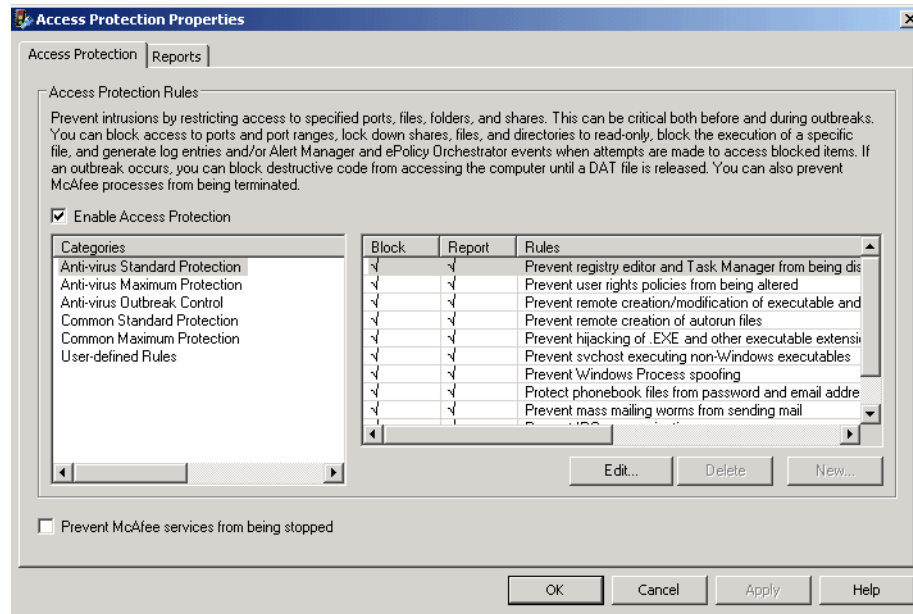 Access Protection Properties
Access Protection
Reports
Access Protection Rules
Prevent intrusions by restricting access to specified ports, files, folders, and shares. This can be critical both before and during outbreaks.
You can block access to ports and port ranges, lock down shares, files, and directories to read-only, block the execution of a specific
file, and generate log entries and/or Alert Manager and ePolicy Orchestrator events when attempts are made to access blocked items. If
an outbreak occurs, you can block destructive code from accessing the computer until a DAT file is released. You can also prevent
McAfee processes from being terminated.
Enable Access Protection
Categories
Anti-virus Standard Protection
Anti-virus Maximum Protection
Anti-virus Outbreak Control
Common Standard Protection
Common Maximum Protection
User-defined Rules
Block Report Rules
Prevent registry editor and Task Manager from being dis
Prevent user rights policies from being altered
Prevent remote creation/modification of executable and
Prevent remote creation of autorun files
Prevent hijacking of .EXE and other executable extensi
Prevent svchost executing non-Windows executables
Prevent Windows Process spoofing
Protect phonebook files from password and email addre
Prevent mass mailing worms from sending mail
Edit... Delete New...
Prevent McAfee services from being stopped
OK Cancel Apply Help